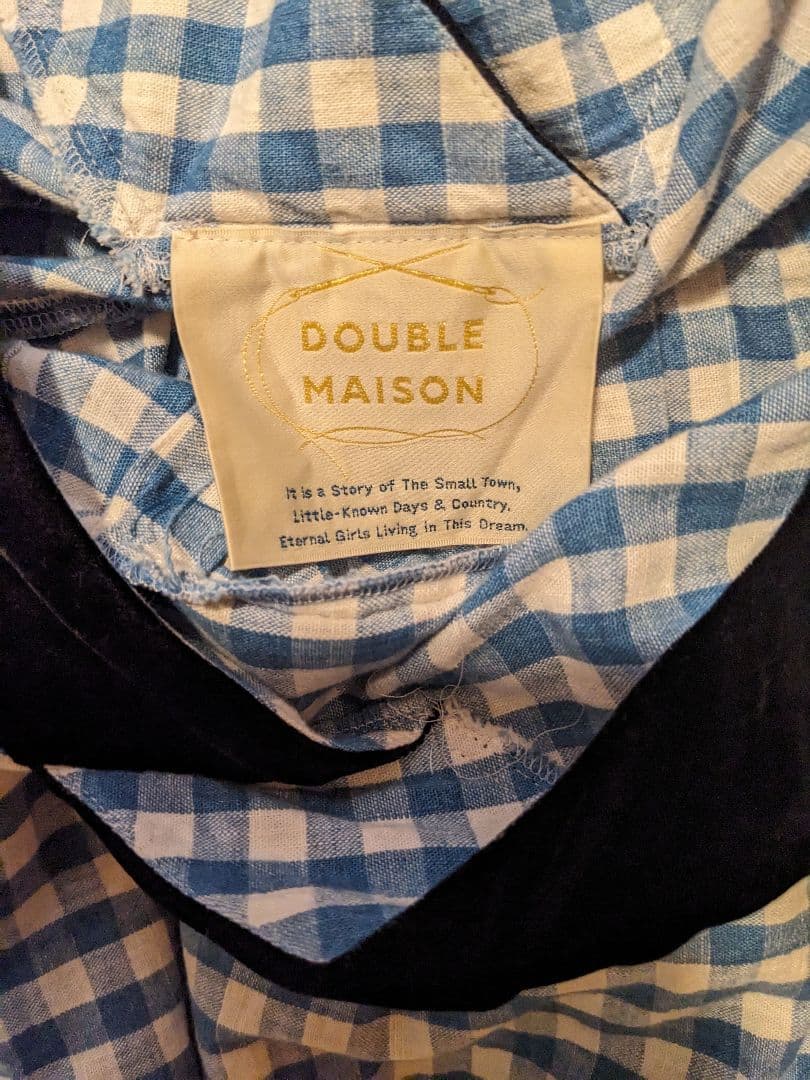 DOUBLE
MAISON
It is a Story of The Small Town,
Little-Known Days & Country.
Eternal Girls Living in This Dream.